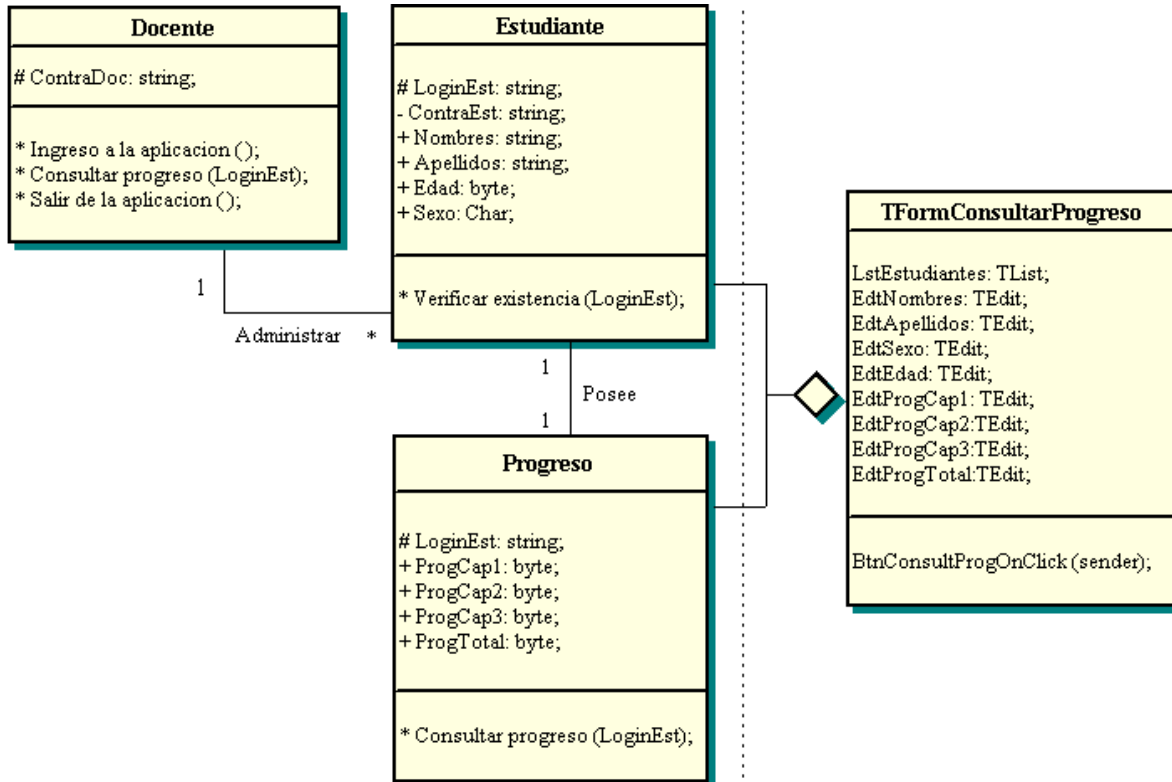 Docente
# ContraDoc: string;
* Ingreso a la aplicacion ();
* Consultar progreso (LoginEst);
* Salir de la aplicacion ();
Estudiante
# LoginEst: string;
- ContraEst: string;
+ Nombres: string;
+ Apellidos: string;
+ Edad: byte;
+ Sexo: Char;
* Verificar existencia (LoginEst);
1
Administrar *
1
Posee
1
Progreso
# LoginEst: string;
+ ProgCap1: byte;
+ ProgCap2: byte;
+ ProgCap3: byte;
+ ProgTotal: byte;
* Consultar progreso (LoginEst);
TFormConsultarProgreso
LstEstudiantes: TList;
EdtNombres: TEdit;
EdtApellidos: TEdit;
EdtSexo: TEdit;
EdtEdad: TEdit;
EdtProgCap1: TEdit;
EdtProgCap2:TEdit;
EdtProgCap3:TEdit;
EdtProgTotal:TEdit;
BtnConsultProgOnClick (sender);